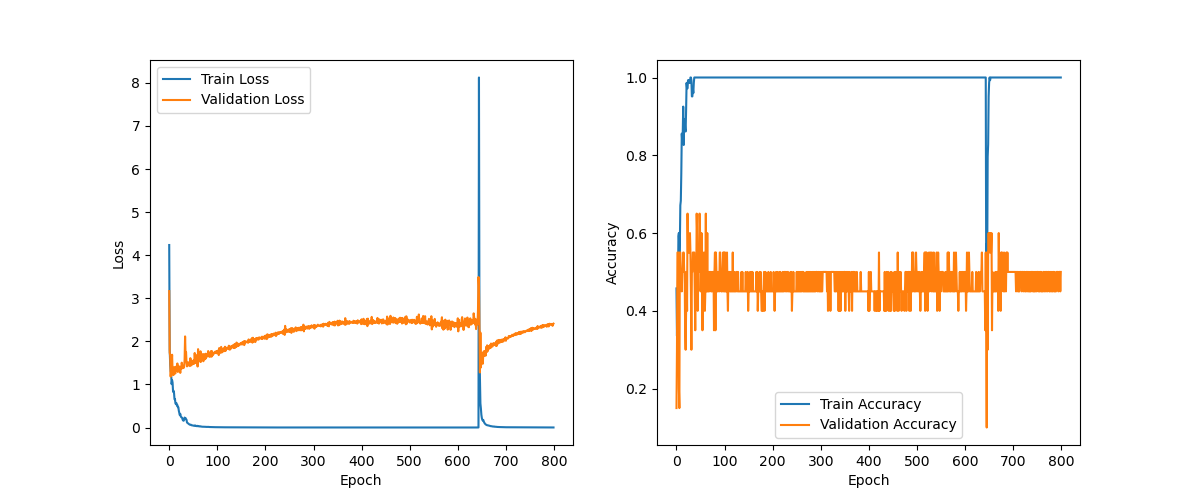 Train Loss
Validation Loss
8
7
6
5
4
3
2
1
0
Loss
0 100 200 300 400 500 600 700 800
Epoch
1.0
0.8
0.6
0.4
0.2
Accuracy
Train Accuracy
Validation Accuracy
0 100 200 300 400 500 600 700 800
Epoch